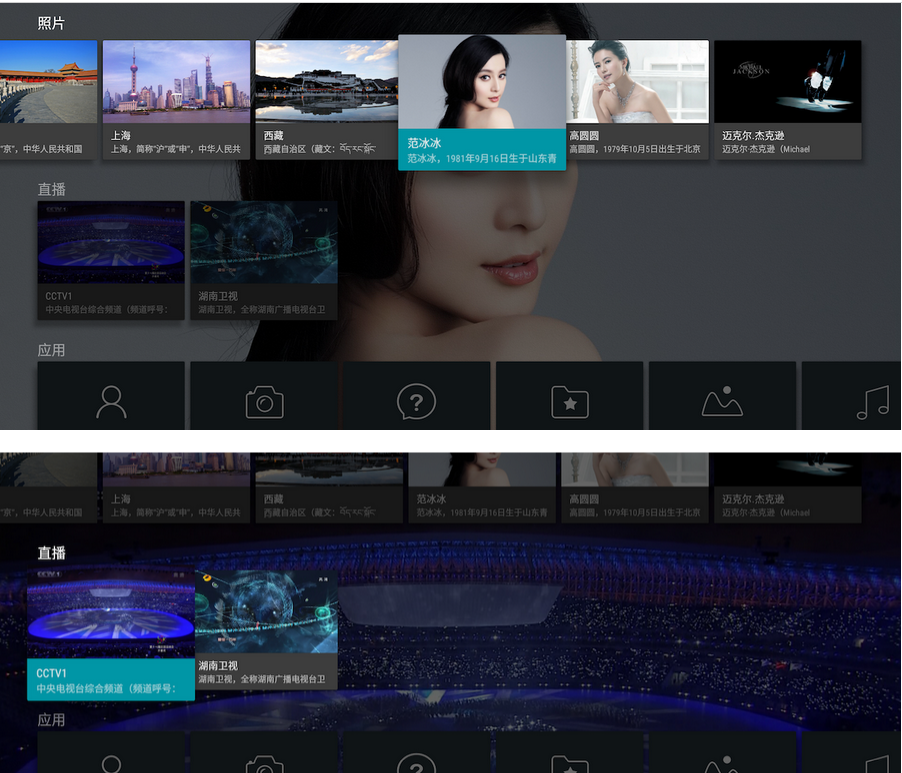 照片
"京"，中华人民共和国
上海
上海，简称"沪"或"申"，中华人民共
西藏
西藏自治区（藏文：བོད་རང་སྐྱོང་
范冰冰
范冰冰，1981年9月16日生于山东青
高圆圆
高圆圆，1979年10月5日出生于北京
JACKSON
迈克尔.杰克逊
迈克尔·杰克逊（Michael
直播
CCTV1
CCTV1
中央电视台综合频道（频道呼号：
湖南卫视
湖南卫视，全称湖南广播电视台卫
应用
上海
"京"，中华人民共和国
上海，简称"沪"或"申"，中华人民共
西藏
西藏自治区（藏文：བོད་རང་སྐྱོང་
范冰冰
范冰冰，1981年9月16日生于山东青
高圆圆
高圆圆，1979年10月5日出生于北京
迈克尔.杰克逊
迈克尔·杰克逊（Michael
直播
CCTV1
CCTV1
中央电视台综合频道（频道呼号：
湖南卫视
湖南卫视，全称湖南广播电视台卫
应用